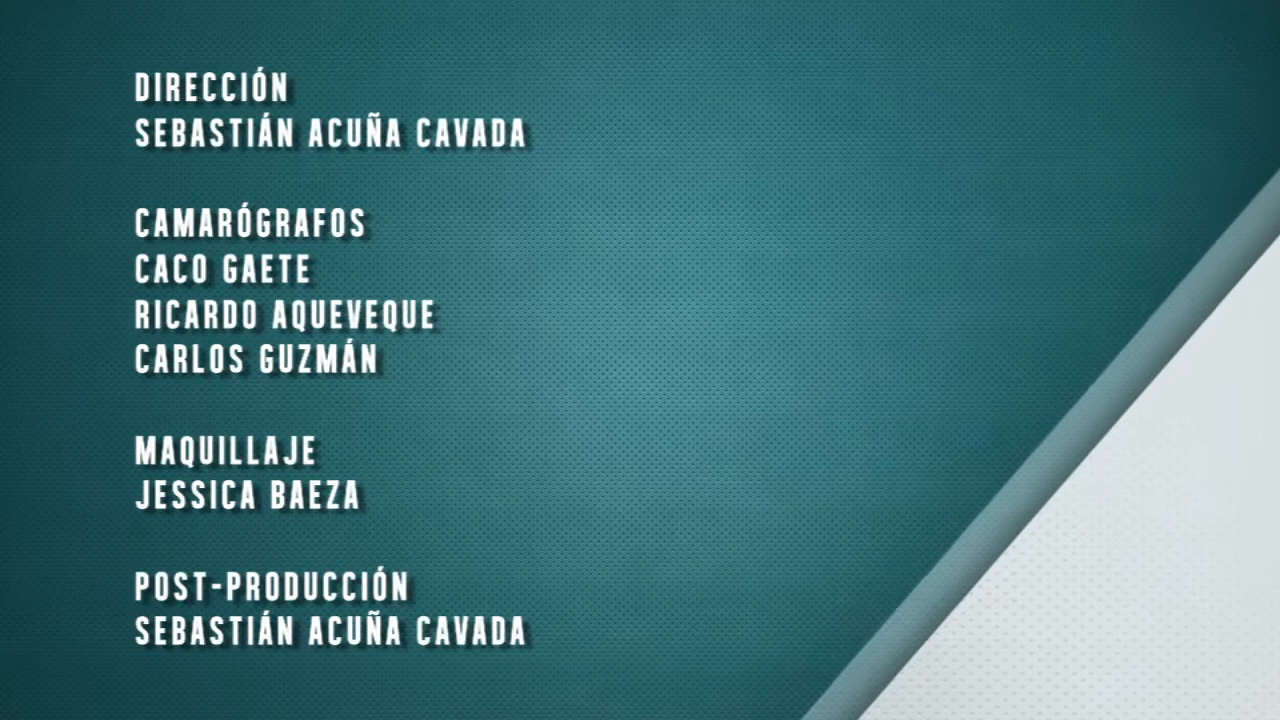 DIRECCIÓN
SEBASTIÁN ACUÑA CAVADA
CAMARÓGRAFOS
CACO GAETE
RICARDO AQUEVEQUE
CARLOS GUZMÁN
MAQUILLAJE
JESSICA BAEZA
POST-PRODUCCIÓN
SEBASTIÁN ACUÑA CAVADA